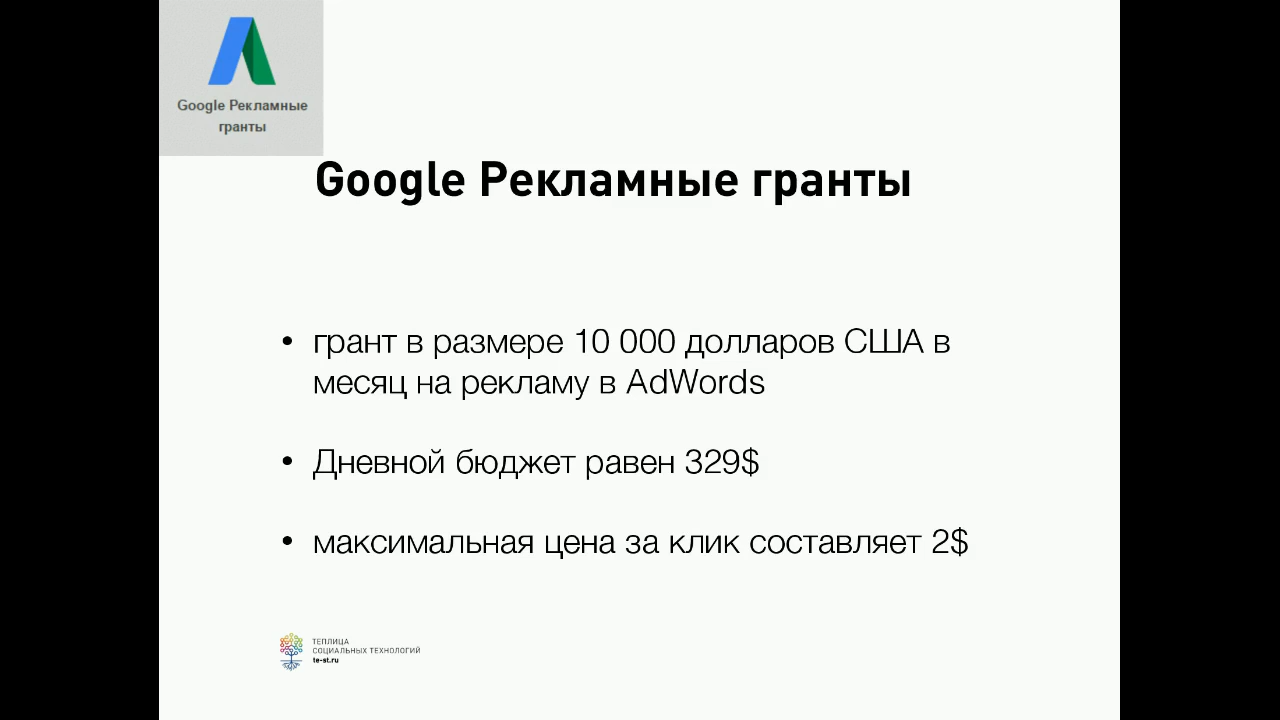 Google Рекламные
гранты
Google Рекламные гранты
• грант в размере 10 000 долларов США в
месяц на рекламу в AdWords
• Дневной бюджет равен 329$
• максимальная цена за клик составляет 2$
ТЕПЛИЦА
СОЦИАЛЬНЫХ ТЕХНОЛОГИЙ
te-st.ru